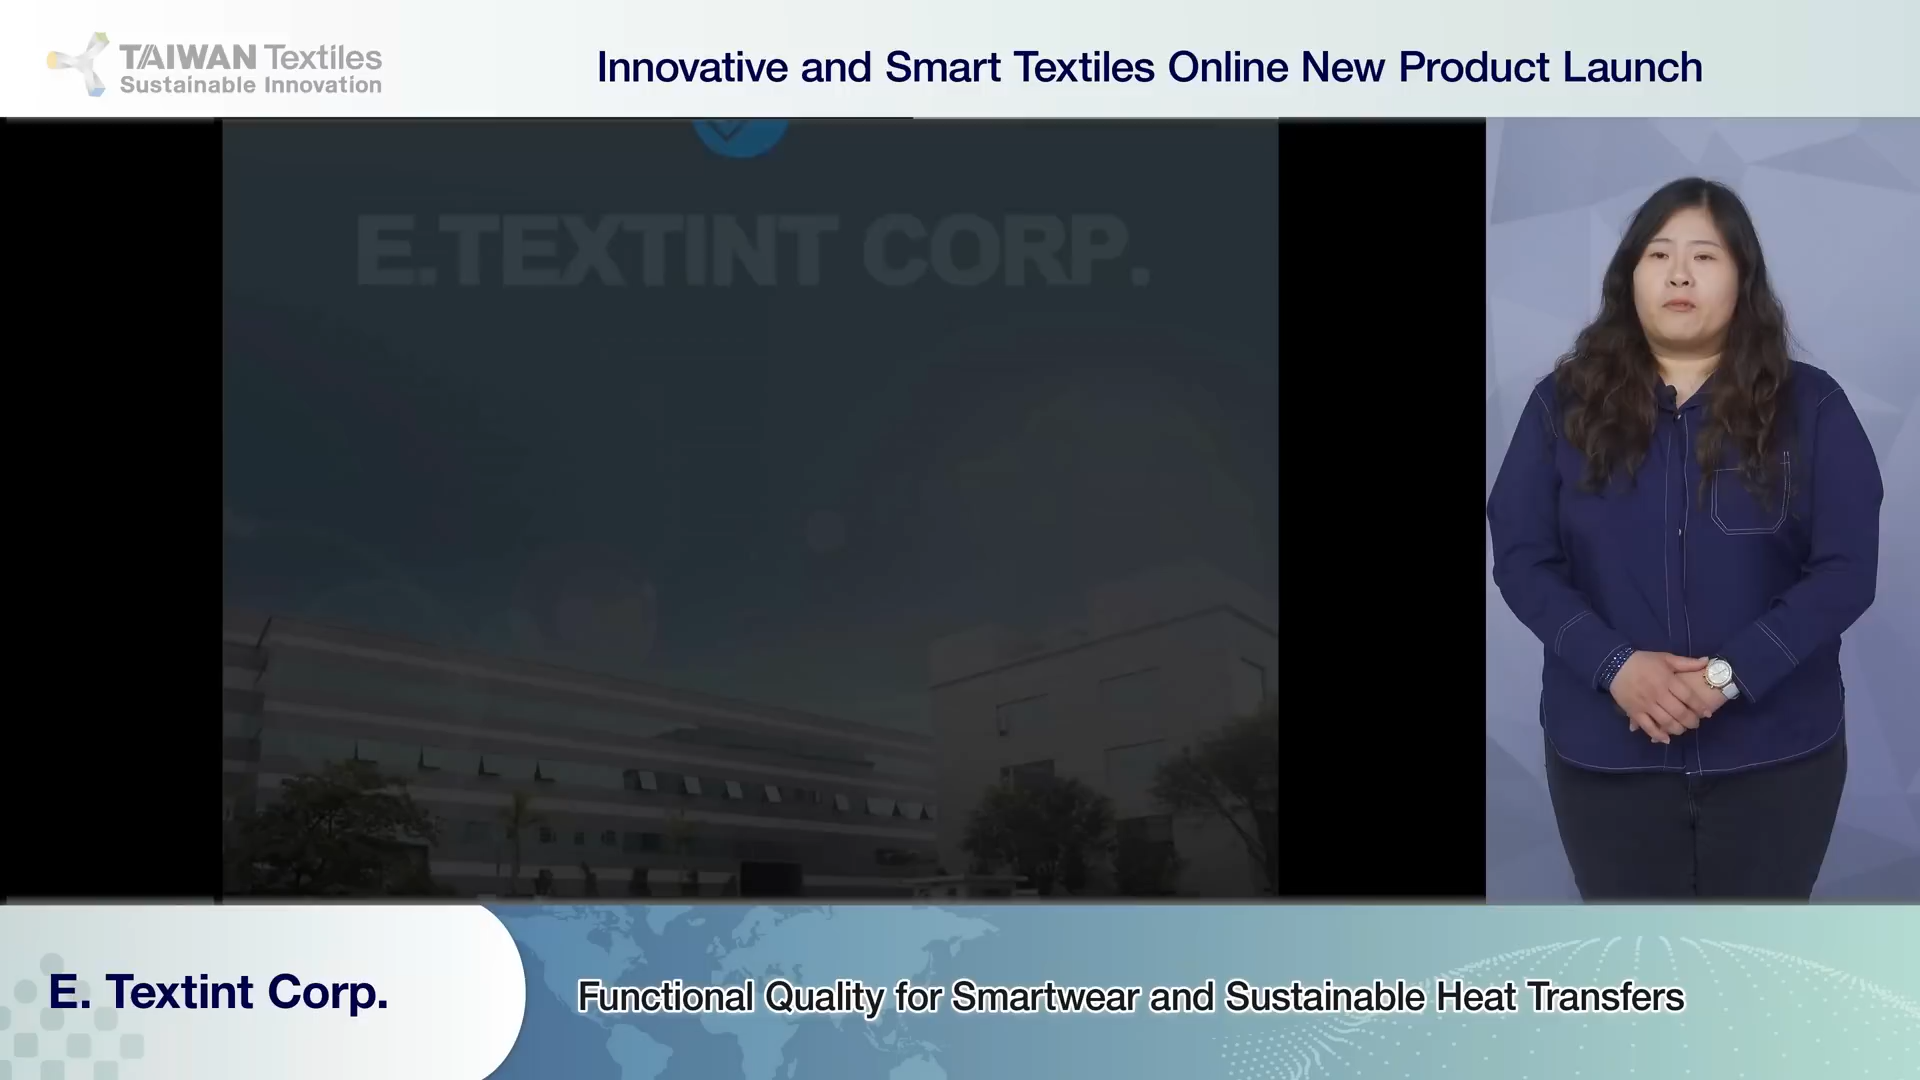 TAIWAN Textiles
Sustainable Innovation
Innovative and Smart Textiles Online New Product Launch
E.TEXTINT CORP.
E. Textint Corp.
Functional Quality for Smartwear and Sustainable Heat Transfers